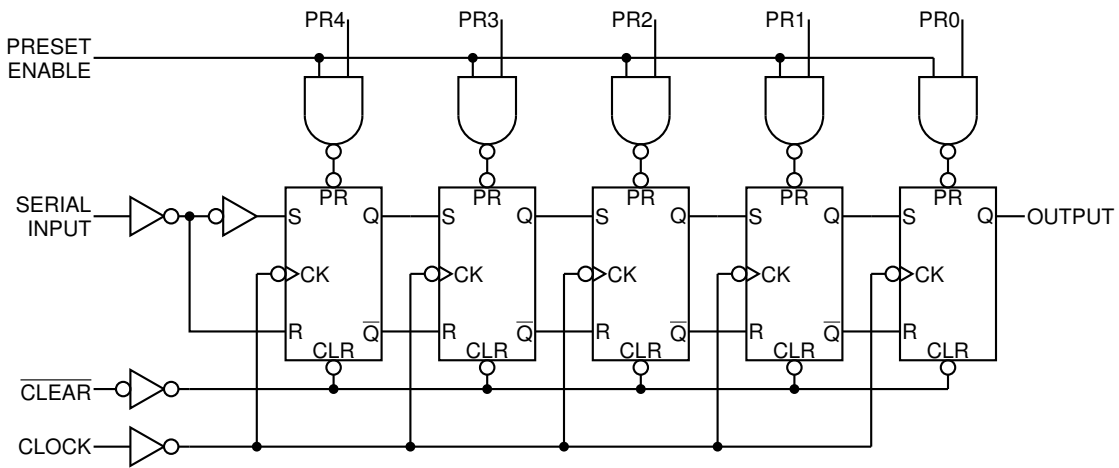 PR4 PR3 PR2 PR1 PR0
PRESET
ENABLE
PR PR PR PR PR
SERIAL
INPUT
S Q S Q S Q S Q S Q OUTPUT
CK CK CK CK CK
R Q̅ R Q̅ R Q̅ R Q̅ R
CLR CLR CLR CLR CLR
C̅L̅E̅A̅R̅
CLOCK